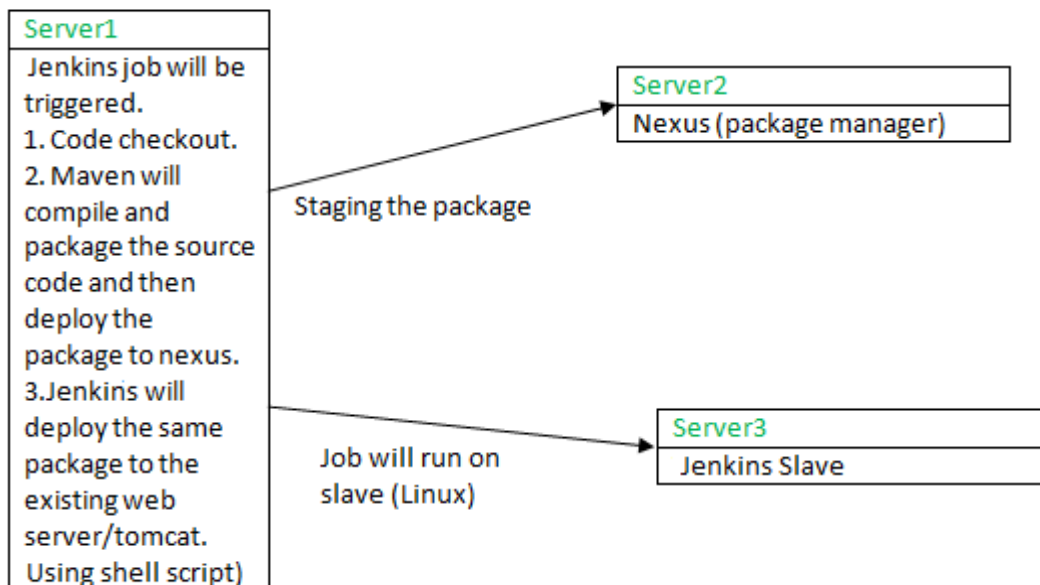 Server1
Jenkins job will be
triggered.
1. Code checkout.
2. Maven will
compile and
package the source
code and then
deploy the
package to nexus.
3.Jenkins will
deploy the same
package to the
existing web
server/tomcat.
Using shell script)
Staging the package
Job will run on
slave (Linux)
Server2
Nexus (package manager)
Server3
Jenkins Slave